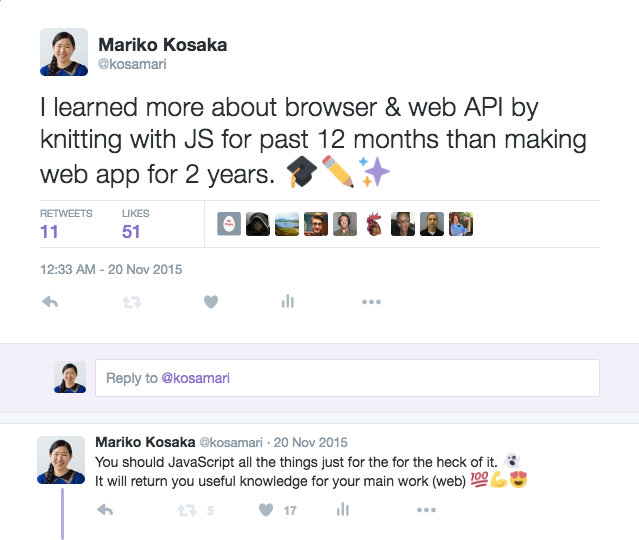 Mariko Kosaka
@kosamari
I learned more about browser & web API by
knitting with JS for past 12 months than making
web app for 2 years. 🎓✏️✨
RETWEETS LIKES
11 51
12:33 AM - 20 Nov 2015
Reply to @kosamari
Mariko Kosaka @kosamari · 20 Nov 2015
You should JavaScript all the things just for the for the heck of it.
It will return you useful knowledge for your main work (web) 💯💪😍
5 17